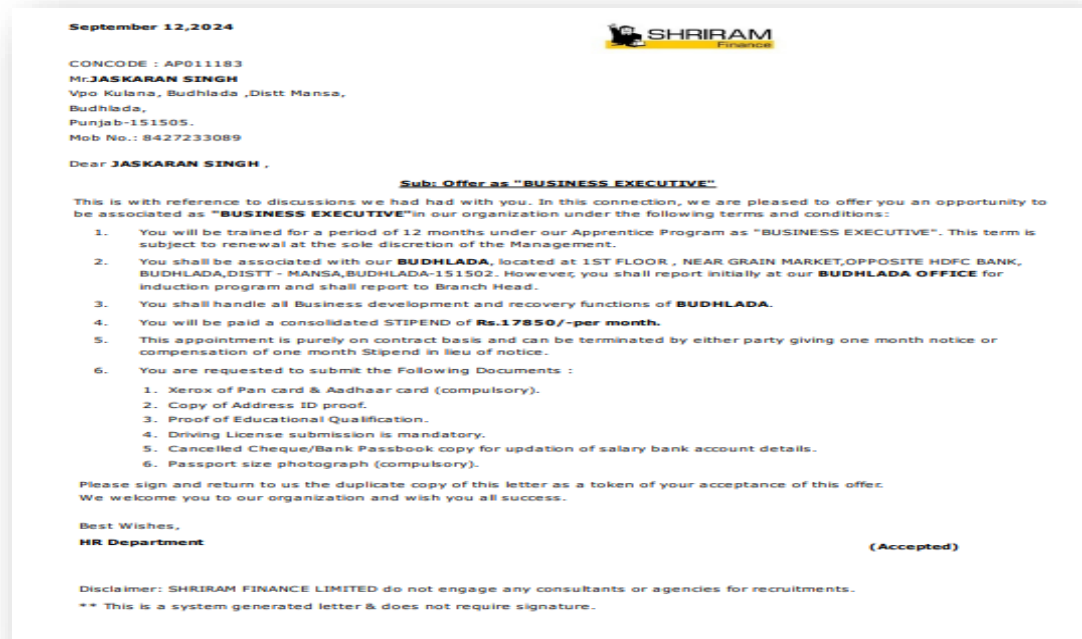 September 12,2024
SHRIRAM
Finance
CONCODE : AP011183
Mr.JASKARAN SINGH
Vpo Kulana, Budhlada ,Distt Mansa,
Budhlada,
Punjab-151505.
Mob No.: 8427233089
Dear JASKARAN SINGH ,
Sub: Offer as "BUSINESS EXECUTIVE"
This is with reference to discussions we had had with you. In this connection, we are pleased to offer you an opportunity to
be associated as "BUSINESS EXECUTIVE"in our organization under the following terms and conditions:
1. You will be trained for a period of 12 months under our Apprentice Program as "BUSINESS EXECUTIVE". This term is
subject to renewal at the sole discretion of the Management.
2. You shall be associated with our BUDHLADA, located at 1ST FLOOR , NEAR GRAIN MARKET,OPPOSITE HDFC BANK,
BUDHLADA,DISTT - MANSA,BUDHLADA-151502. However, you shall report initially at our BUDHLADA OFFICE for
induction program and shall report to Branch Head.
3. You shall handle all Business development and recovery functions of BUDHLADA.
4. You will be paid a consolidated STIPEND of Rs.17850/-per month.
5. This appointment is purely on contract basis and can be terminated by either party giving one month notice or
compensation of one month Stipend in lieu of notice.
6. You are requested to submit the Following Documents :
1. Xerox of Pan card & Aadhaar card (compulsory).
2. Copy of Address ID proof.
3. Proof of Educational Qualification.
4. Driving License submission is mandatory.
5. Cancelled Cheque/Bank Passbook copy for updation of salary bank account details.
6. Passport size photograph (compulsory).
Please sign and return to us the duplicate copy of this letter as a token of your acceptance of this offer.
We welcome you to our organization and wish you all success.
Best Wishes,
HR Department
(Accepted)
Disclaimer: SHRIRAM FINANCE LIMITED do not engage any consultants or agencies for recruitments.
** This is a system generated letter & does not require signature.